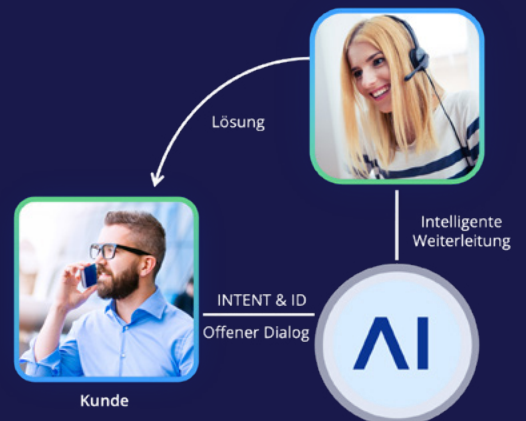 Lösung
Intelligente
Weiterleitung
INTENT & ID
Offener Dialog
AI
Kunde